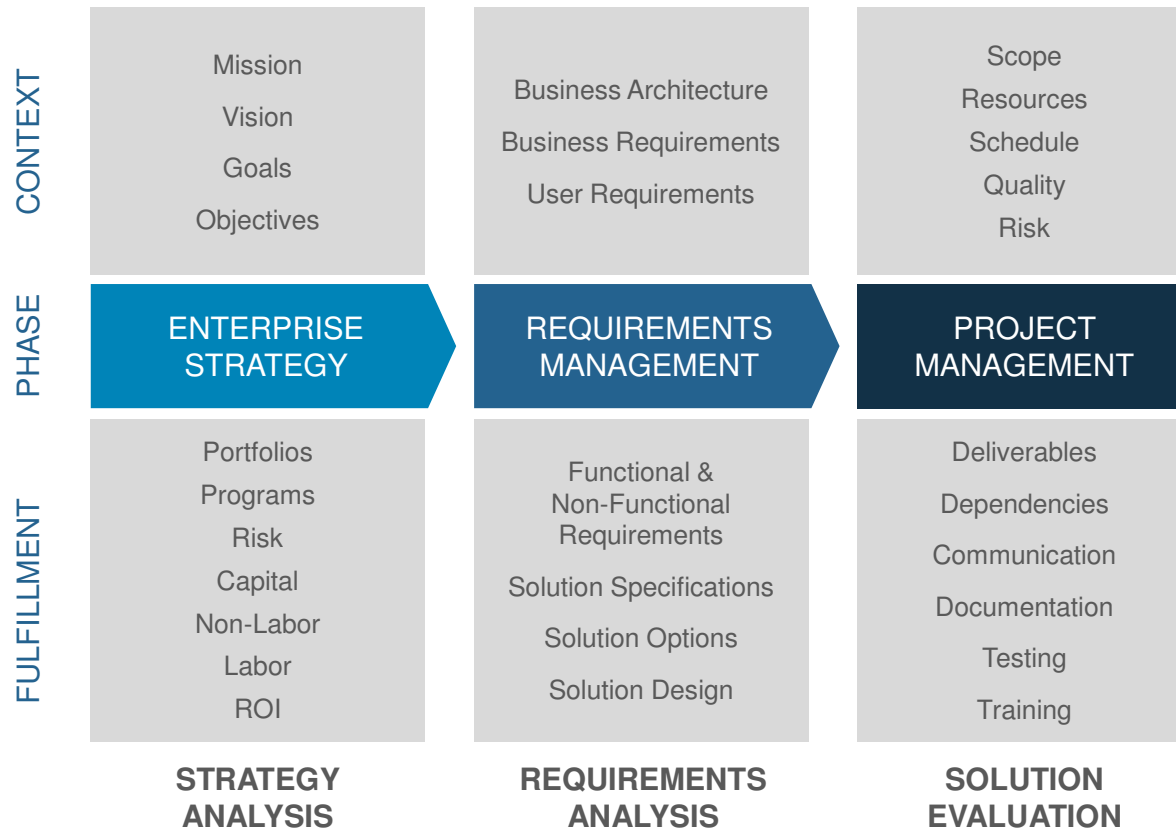 CONTEXT
Mission
Vision
Goals
Objectives
Business Architecture
Business Requirements
User Requirements
Scope
Resources
Schedule
Quality
Risk
PHASE
ENTERPRISE
STRATEGY
REQUIREMENTS
MANAGEMENT
PROJECT
MANAGEMENT
FULFILLMENT
Portfolios
Programs
Risk
Capital
Non-Labor
Labor
ROI
Functional &
Non-Functional
Requirements
Solution Specifications
Solution Options
Solution Design
Deliverables
Dependencies
Communication
Documentation
Testing
Training
STRATEGY
ANALYSIS
REQUIREMENTS
ANALYSIS
SOLUTION
EVALUATION